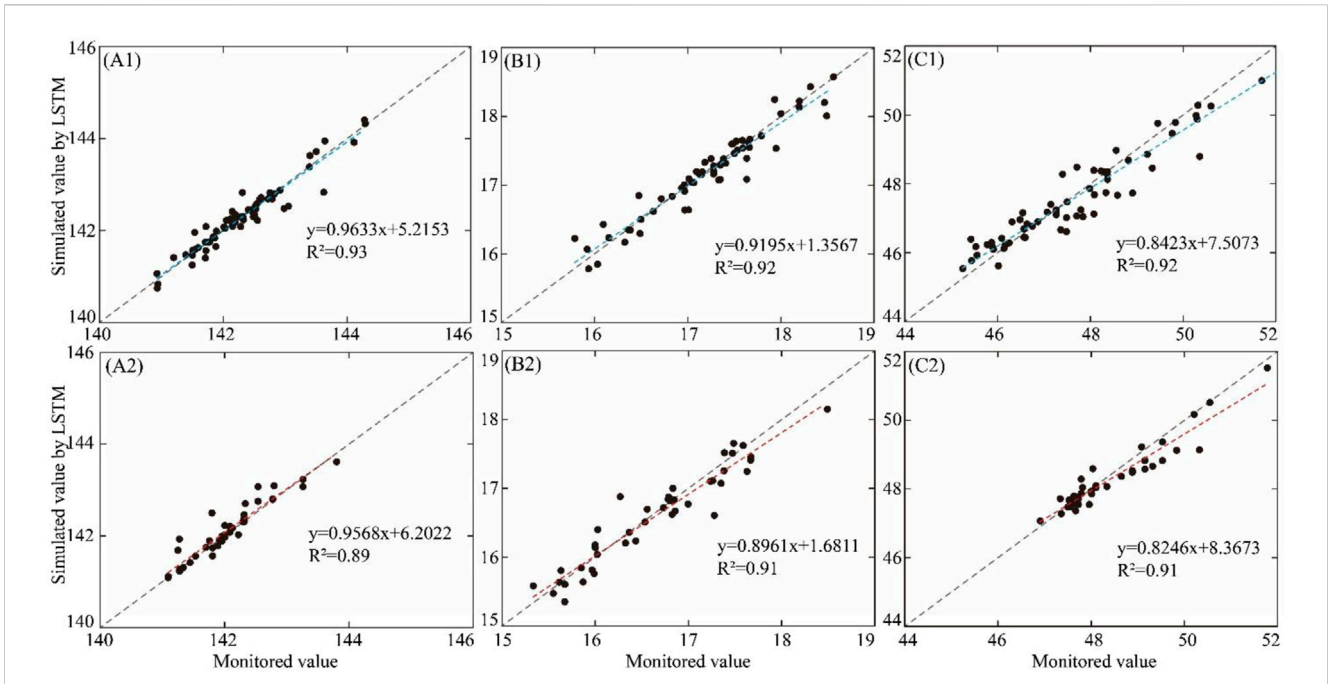 (A1)
146
144
142
140
140
142
144
146
Simulated value by LSTM
y=0.9633x+5.2153
R²=0.93
(B1)
19
18
17
16
15
15
16
17
18
19
y=0.9195x+1.3567
R²=0.92
(C1)
52
50
48
46
44
44
46
48
50
52
y=0.8423x+7.5073
R²=0.92
(A2)
146
144
142
140
140
142
144
146
Simulated value by LSTM
Monitored value
y=0.9568x+6.2022
R²=0.89
(B2)
19
18
17
16
15
15
16
17
18
19
Monitored value
y=0.8961x+1.6811
R²=0.91
(C2)
52
50
48
46
44
44
46
48
50
52
Monitored value
y=0.8246x+8.3673
R²=0.91